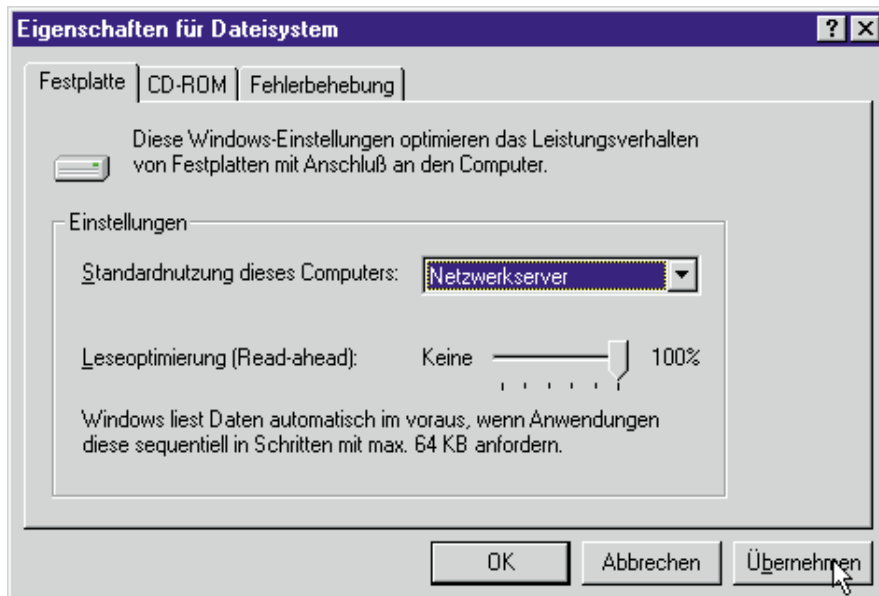 Eigenschaften für Dateisystem
Festplatte
CD-ROM
Fehlerbehebung
Diese Windows-Einstellungen optimieren das Leistungsverhalten
von Festplatten mit Anschluß an den Computer.
Einstellungen
Standardnutzung dieses Computers:
Netzwerkserver
Leseoptimierung (Read-ahead):
Keine
100%
Windows liest Daten automatisch im voraus, wenn Anwendungen
diese sequentiell in Schritten mit max. 64 KB anfordern.
OK
Abbrechen
Übernehmen